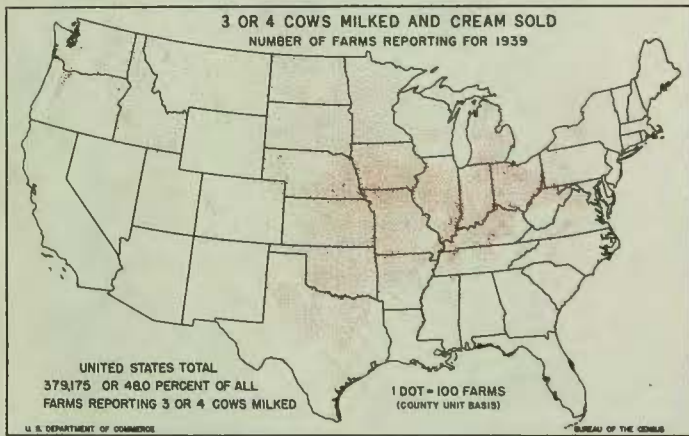 3 OR 4 COWS MILKED AND CREAM SOLD
NUMBER OF FARMS REPORTING FOR 1939
UNITED STATES TOTAL
379,175 OR 48.0 PERCENT OF ALL
FARMS REPORTING 3 OR 4 COWS MILKED
1 DOT = 100 FARMS
(COUNTY UNIT BASIS)
U. S. DEPARTMENT OF COMMERCE
BUREAU OF THE CENSUS